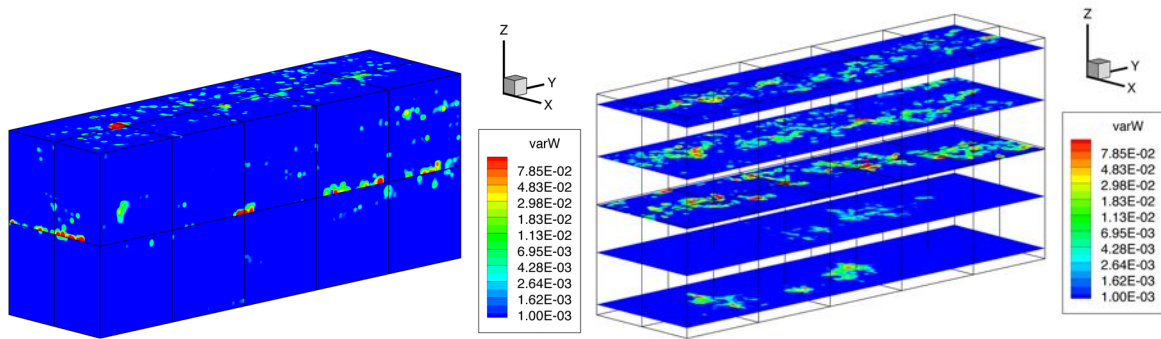 Z
Y
X
varW
7.85E-02
4.83E-02
2.98E-02
1.83E-02
1.13E-02
6.95E-03
4.28E-03
2.64E-03
1.62E-03
1.00E-03
Z
Y
X
varW
7.85E-02
4.83E-02
2.98E-02
1.83E-02
1.13E-02
6.95E-03
4.28E-03
2.64E-03
1.62E-03
1.00E-03